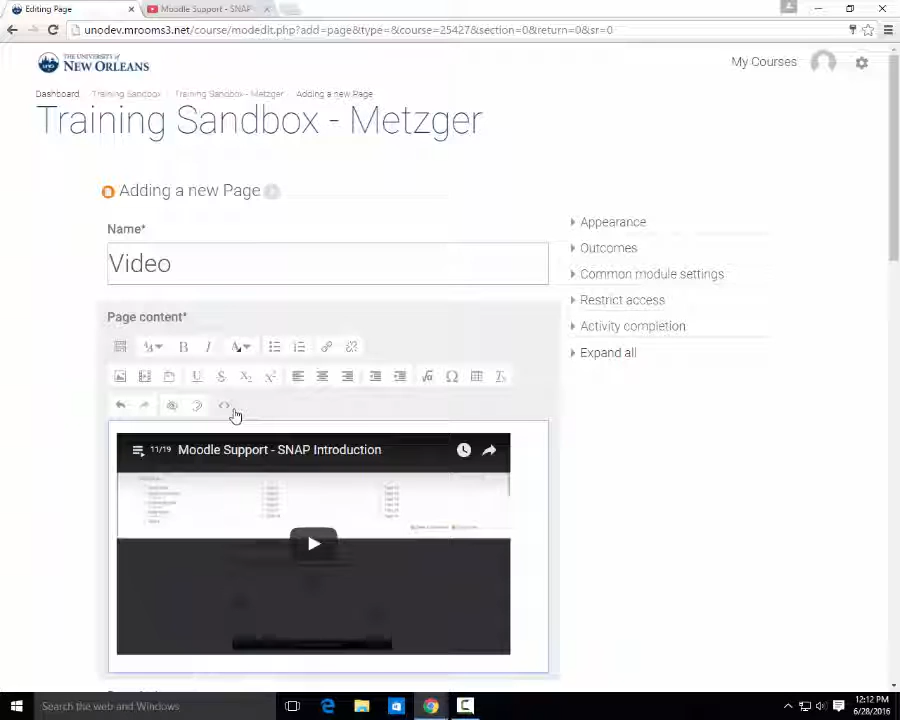 Editing Page
Moodle Support - SNAP
unodev.mrooms3.net/course/modedit.php?add=page&type=&course=25427&section=0&return=0&sr=0
THE UNIVERSITY of
NEW ORLEANS
My Courses
Dashboard Training Sandbox Training Sandbox - Metzger Adding a new Page
Training Sandbox - Metzger
Adding a new Page
Name*
Video
Page content*
11/19 Moodle Support - SNAP Introduction
Appearance
Outcomes
Common module settings
Restrict access
Activity completion
Expand all
Search the web and Windows
12:12 PM
6/28/2016